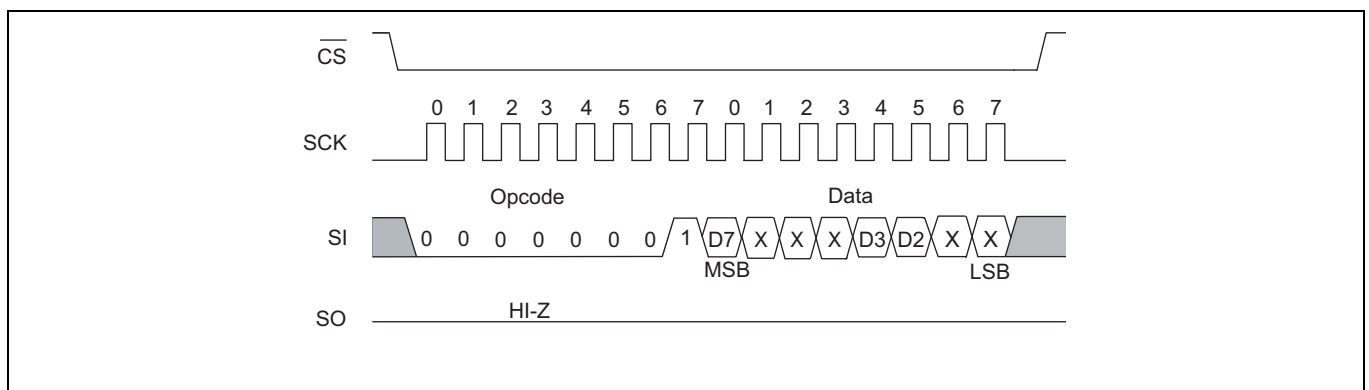 CS
0 1 2 3 4 5 6 7 0 1 2 3 4 5 6 7
SCK
Opcode Data
SI 0 0 0 0 0 0 0 1 D7 X X X D3 D2 X X
MSB LSB
HI-Z
SO